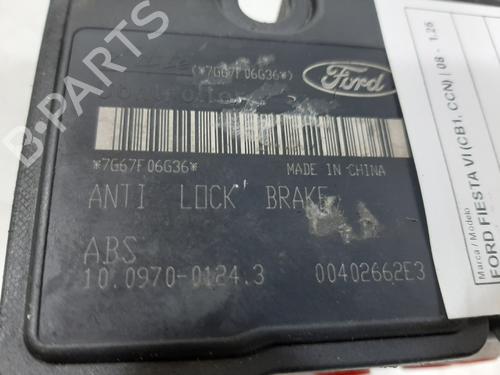 (*7G67F06G36*)
Ford
*7G67F06G36*
MADE IN CHINA
ANTI LOCK BRAKE
ABS
10.0970-0124.3
00402662E3
Marca / Modelo
FORD FIESTA VI (CB1, CCN) | 08 - 1.25
B-PARTS